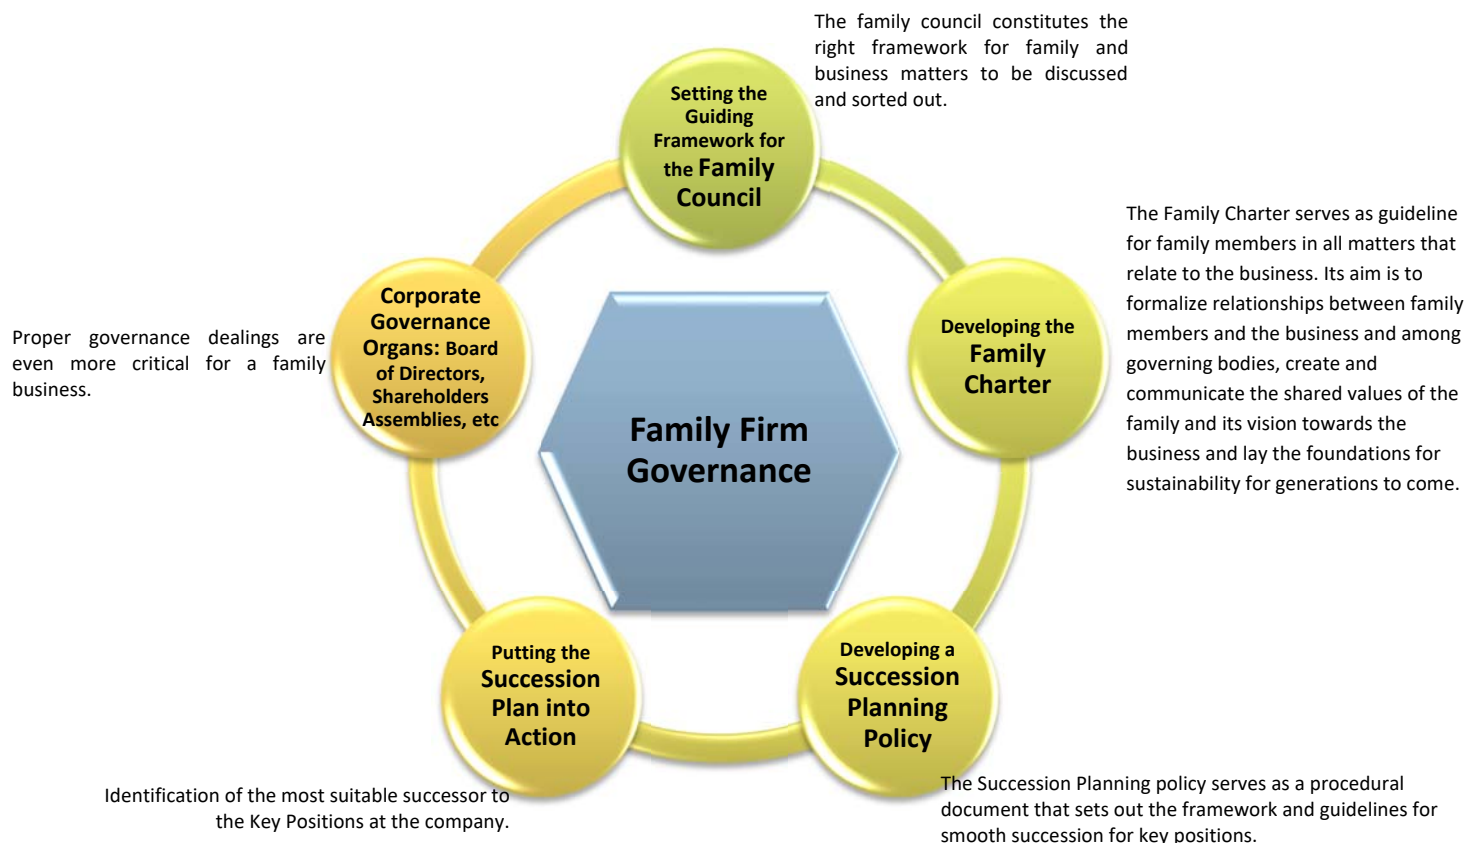 The family council constitutes the
right framework for family and
business matters to be discussed
and sorted out.
Setting the
Guiding
Framework for
the Family
Council
The Family Charter serves as guideline
for family members in all matters that
relate to the business. Its aim is to
formalize relationships between family
members and the business and among
governing bodies, create and
communicate the shared values of the
family and its vision towards the
business and lay the foundations for
sustainability for generations to come.
Developing the
Family
Charter
Corporate
Governance
Organs: Board
of Directors,
Shareholders
Assemblies, etc
Proper governance dealings are
even more critical for a family
business.
Family Firm
Governance
Developing a
Succession
Planning
Policy
The Succession Planning policy serves as a procedural
document that sets out the framework and guidelines for
smooth succession for key positions.
Putting the
Succession
Plan into
Action
Identification of the most suitable successor to
the Key Positions at the company.